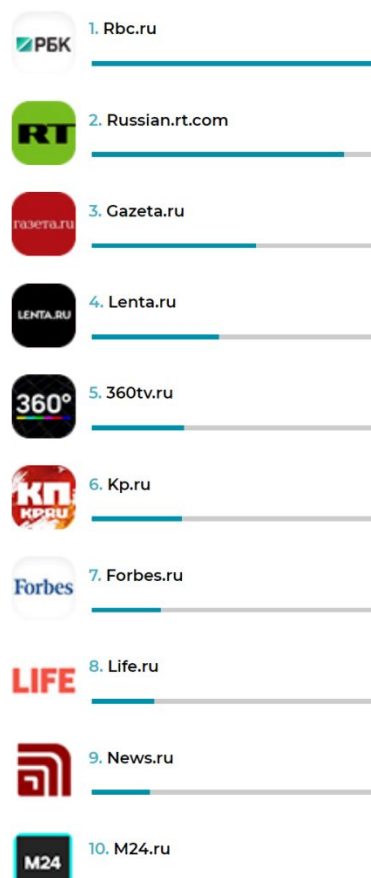 РБК
1. Rbc.ru
RT
2. Russian.rt.com
газета.ru
3. Gazeta.ru
LENTA.RU
4. Lenta.ru
360°
5. 360tv.ru
КП
KP.RU
6. Kp.ru
Forbes
7. Forbes.ru
LIFE
8. Life.ru
9. News.ru
M24
10. M24.ru